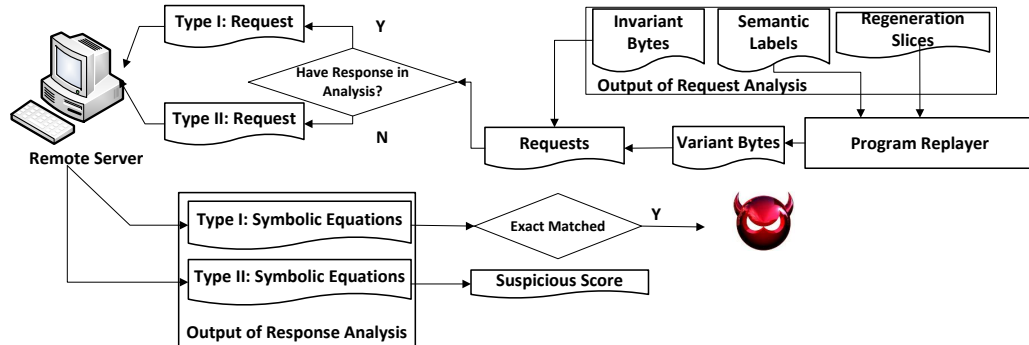 Type I: Request
Y
Have Response in
Analysis?
Type II: Request
N
Remote Server
Invariant
Bytes
Semantic
Labels
Regeneration
Slices
Output of Request Analysis
Requests
Variant Bytes
Program Replayer
Type I: Symbolic Equations
Exact Matched
Y
Type II: Symbolic Equations
Suspicious Score
Output of Response Analysis